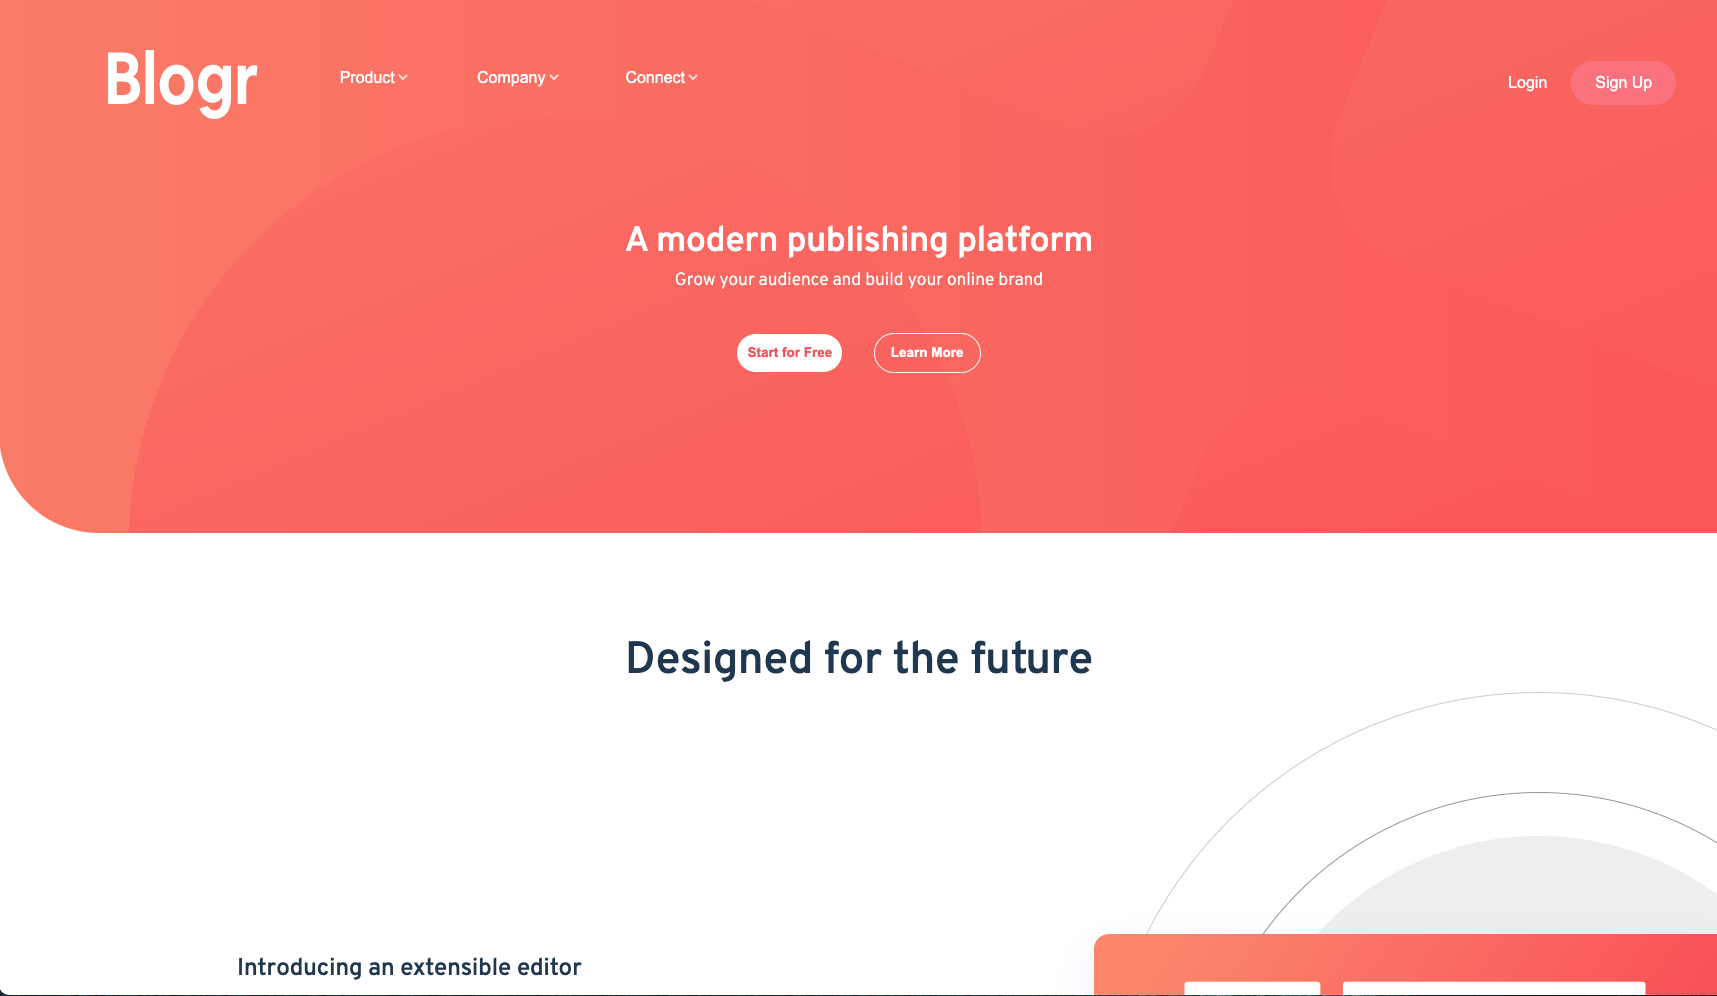 Blogr
Product
Company
Connect
Login
Sign Up
A modern publishing platform
Grow your audience and build your online brand
Start for Free
Learn More
Designed for the future
Introducing an extensible editor